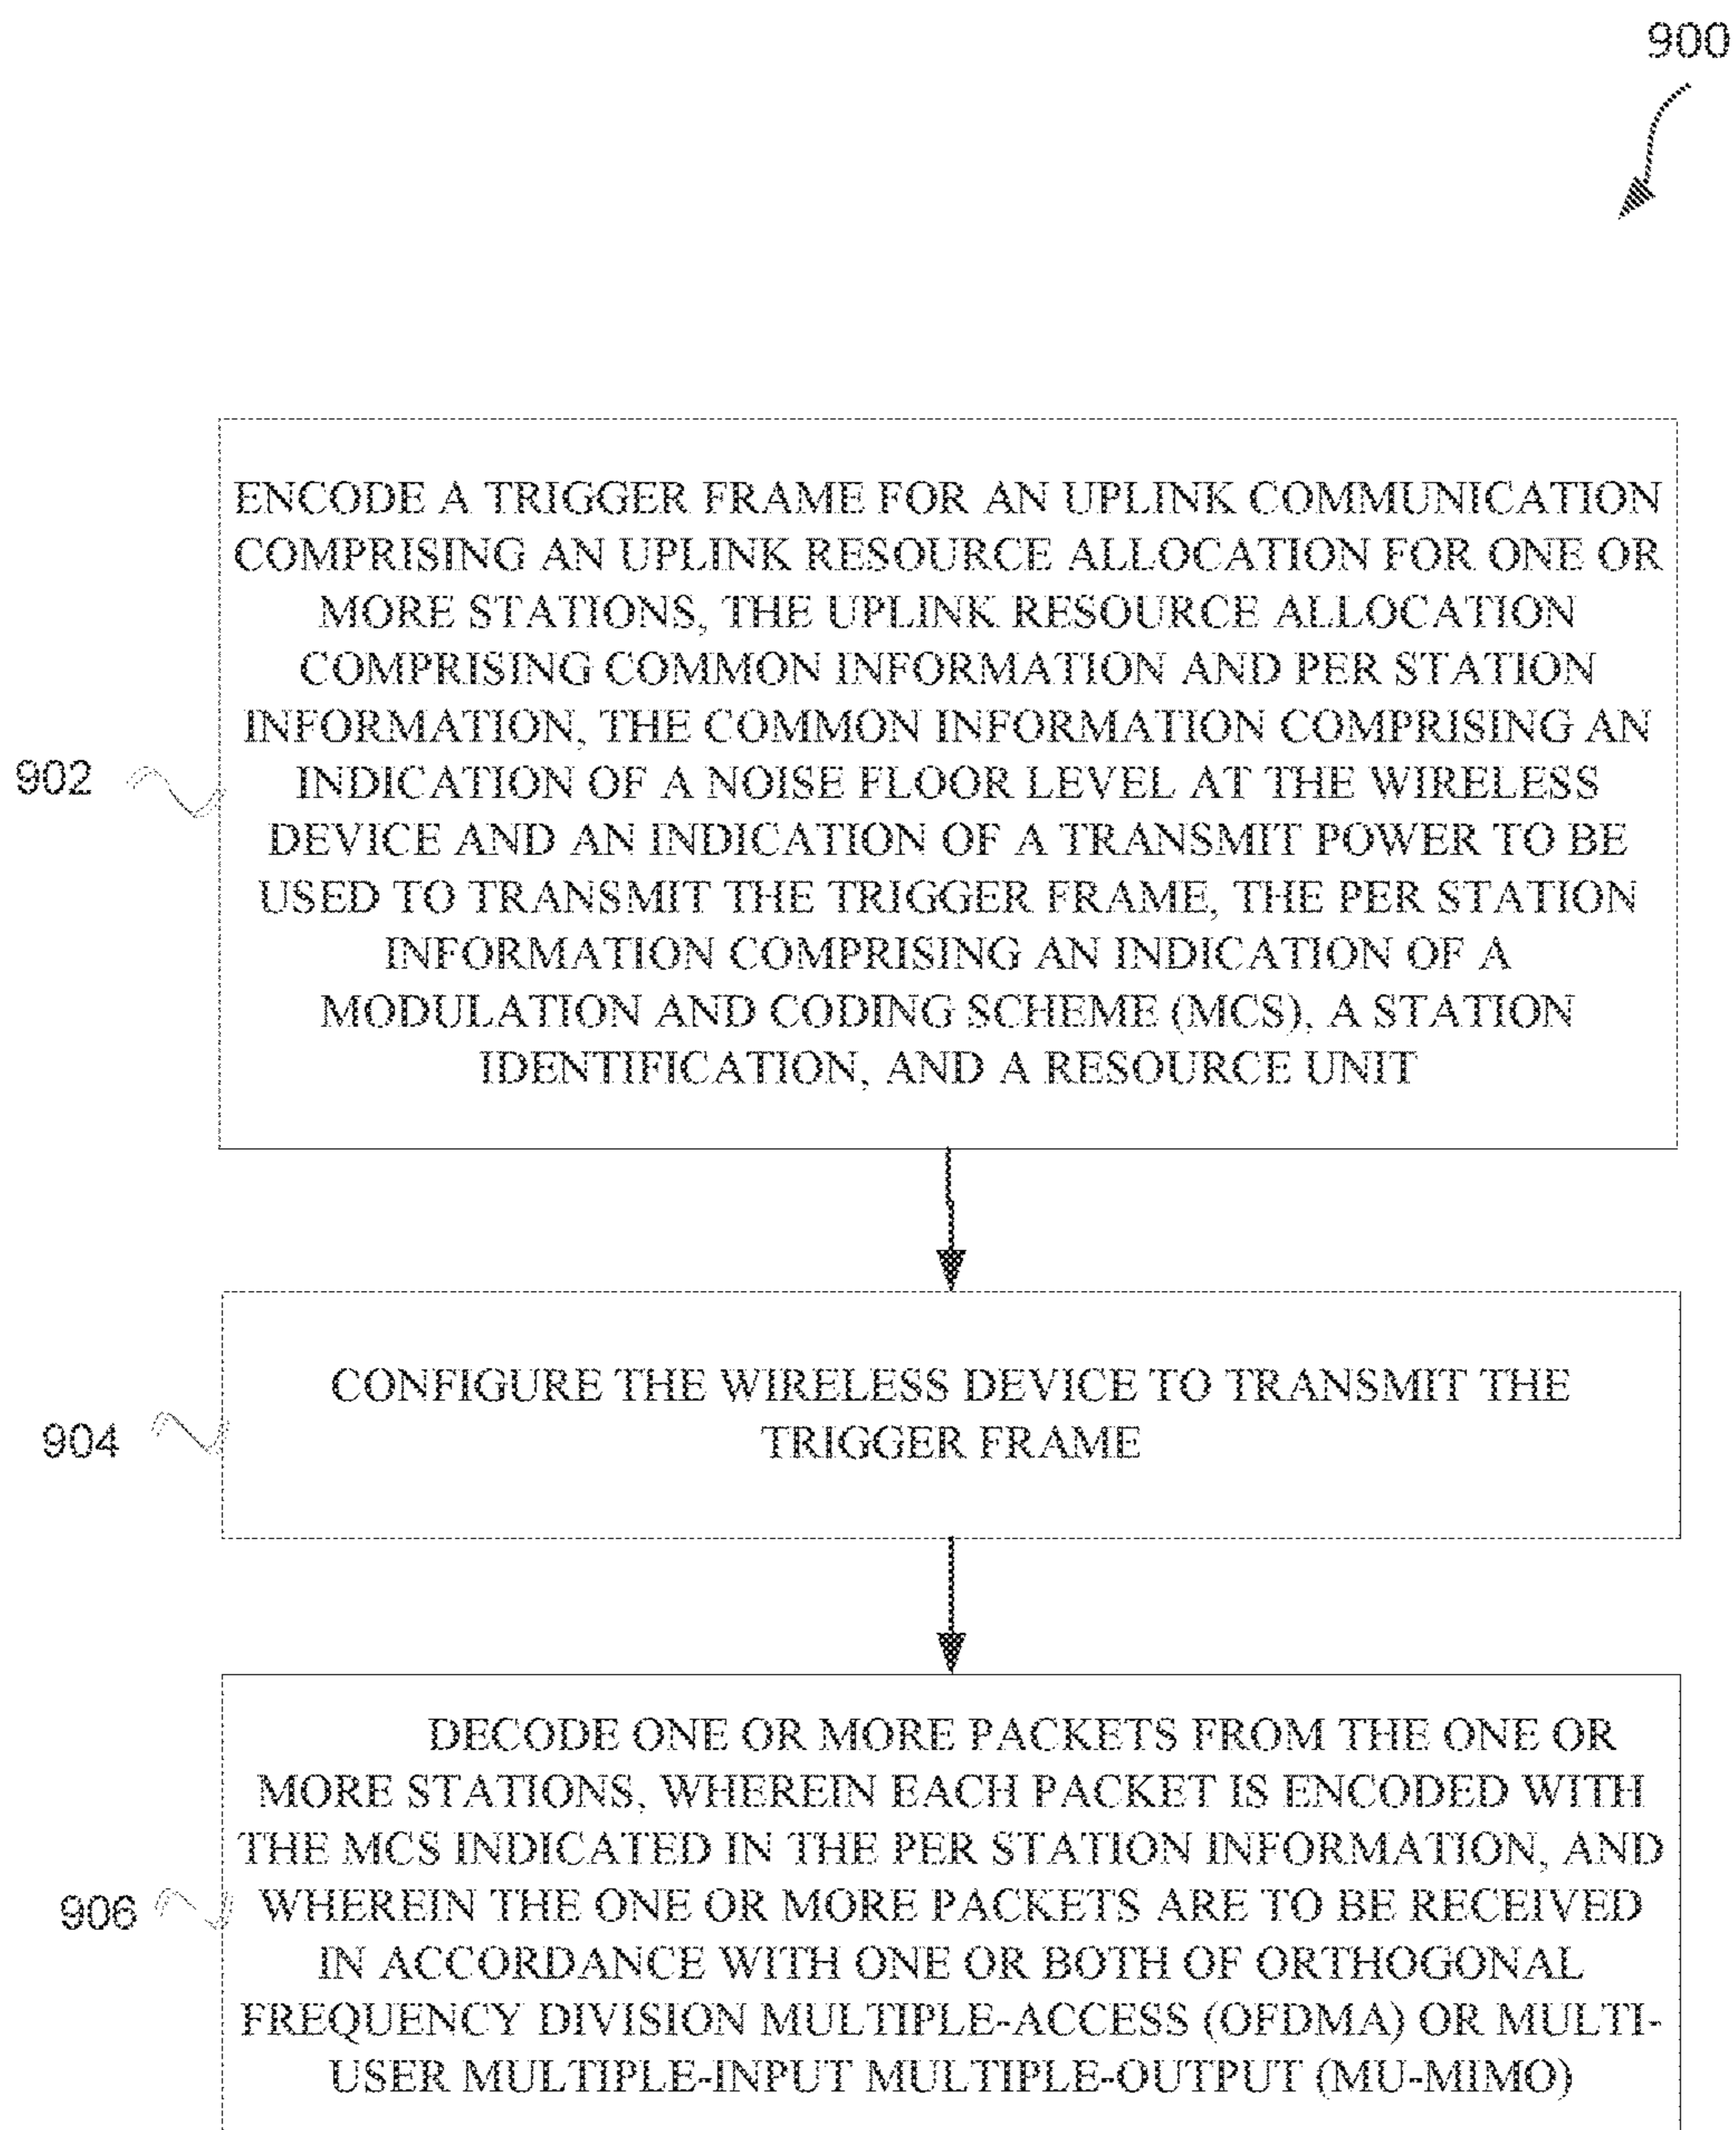 900
ENCODE A TRIGGER FRAME FOR AN UPLINK COMMUNICATION
COMPRISING AN UPLINK RESOURCE ALLOCATION FOR ONE OR
MORE STATIONS, THE UPLINK RESOURCE ALLOCATION
COMPRISING COMMON INFORMATION AND PER STATION
INFORMATION, THE COMMON INFORMATION COMPRISING AN
INDICATION OF A NOISE FLOOR LEVEL AT THE WIRELESS
DEVICE AND AN INDICATION OF A TRANSMIT POWER TO BE
USED TO TRANSMIT THE TRIGGER FRAME, THE PER STATION
INFORMATION COMPRISING AN INDICATION OF A
MODULATION AND CODING SCHEME (MCS), A STATION
IDENTIFICATION, AND A RESOURCE UNIT
902
CONFIGURE THE WIRELESS DEVICE TO TRANSMIT THE
TRIGGER FRAME
904
DECODE ONE OR MORE PACKETS FROM THE ONE OR
MORE STATIONS, WHEREIN EACH PACKET IS ENCODED WITH
THE MCS INDICATED IN THE PER STATION INFORMATION, AND
WHEREIN THE ONE OR MORE PACKETS ARE TO BE RECEIVED
IN ACCORDANCE WITH ONE OR BOTH OF ORTHOGONAL
FREQUENCY DIVISION MULTIPLE-ACCESS (OFDMA) OR MULTI-
USER MULTIPLE-INPUT MULTIPLE-OUTPUT (MU-MIMO)
906